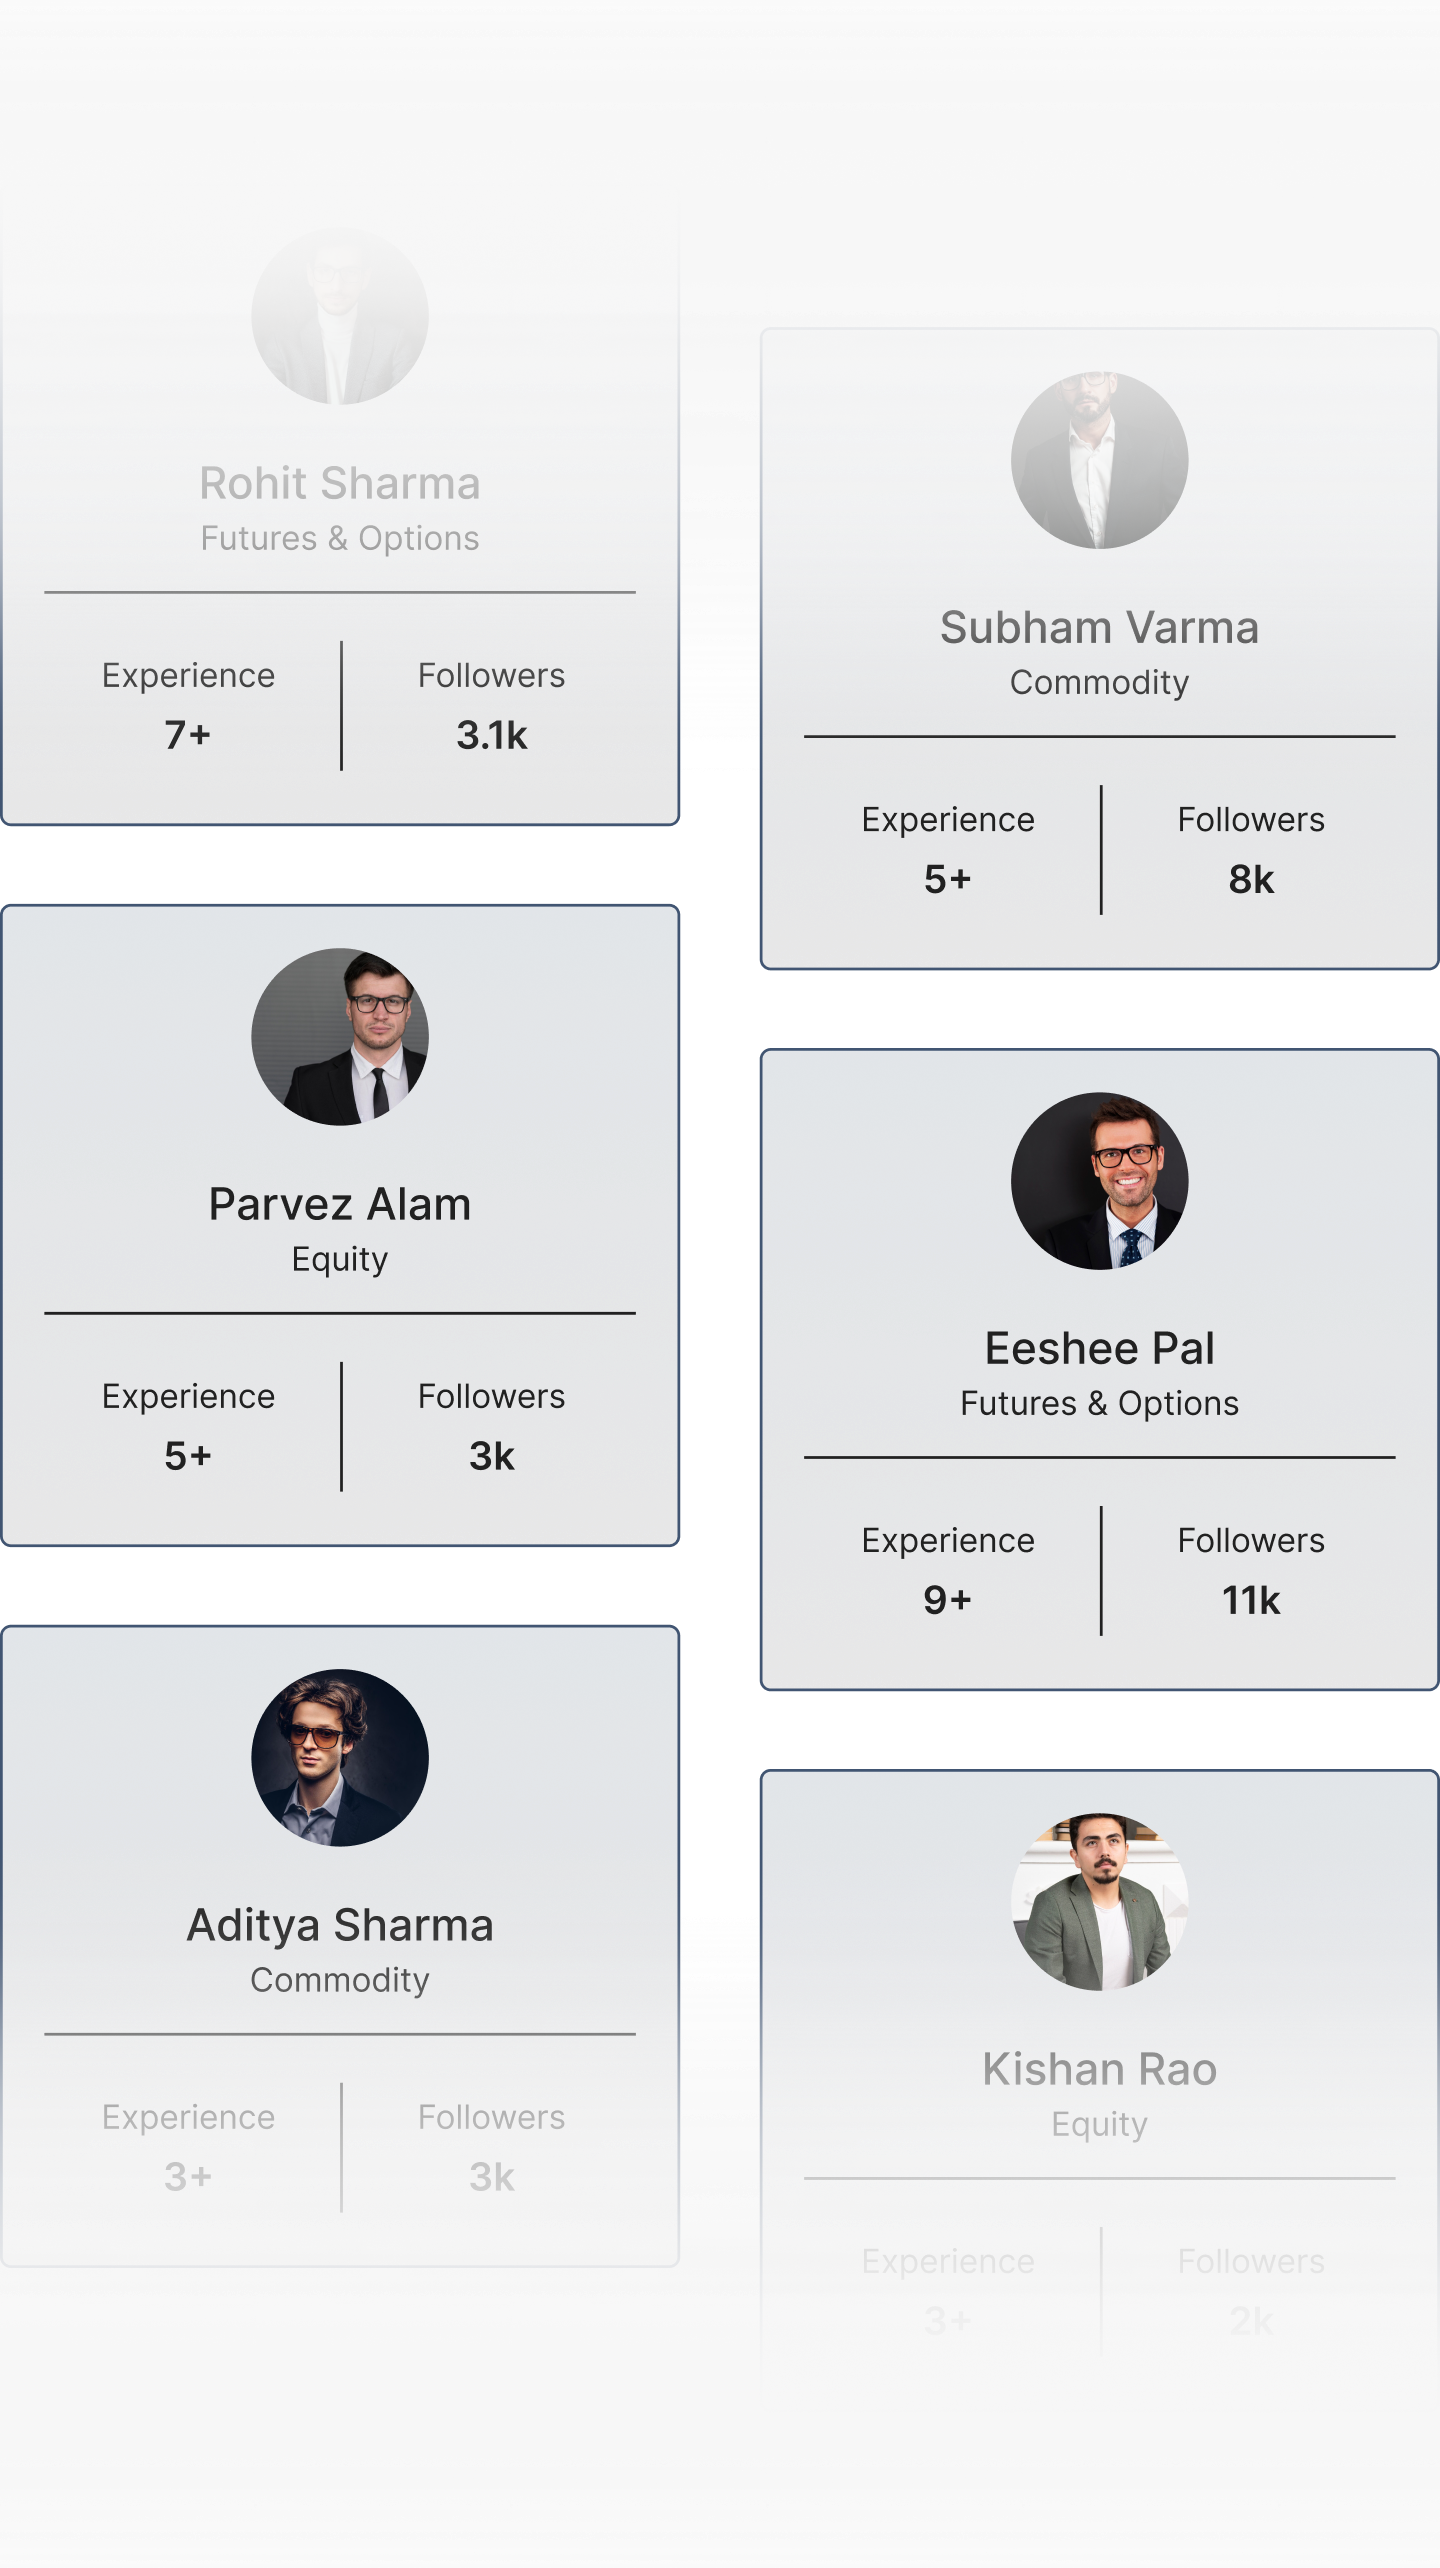 Rohit Sharma
Futures & Options
Experience
Followers
7+
3.1k
Parvez Alam
Equity
Experience
Followers
5+
3k
Aditya Sharma
Commodity
Experience
Followers
3+
3k
Subham Varma
Commodity
Experience
Followers
5+
8k
Eeshee Pal
Futures & Options
Experience
Followers
9+
11k
Kishan Rao
Equity
Experience
Followers
3+
2k